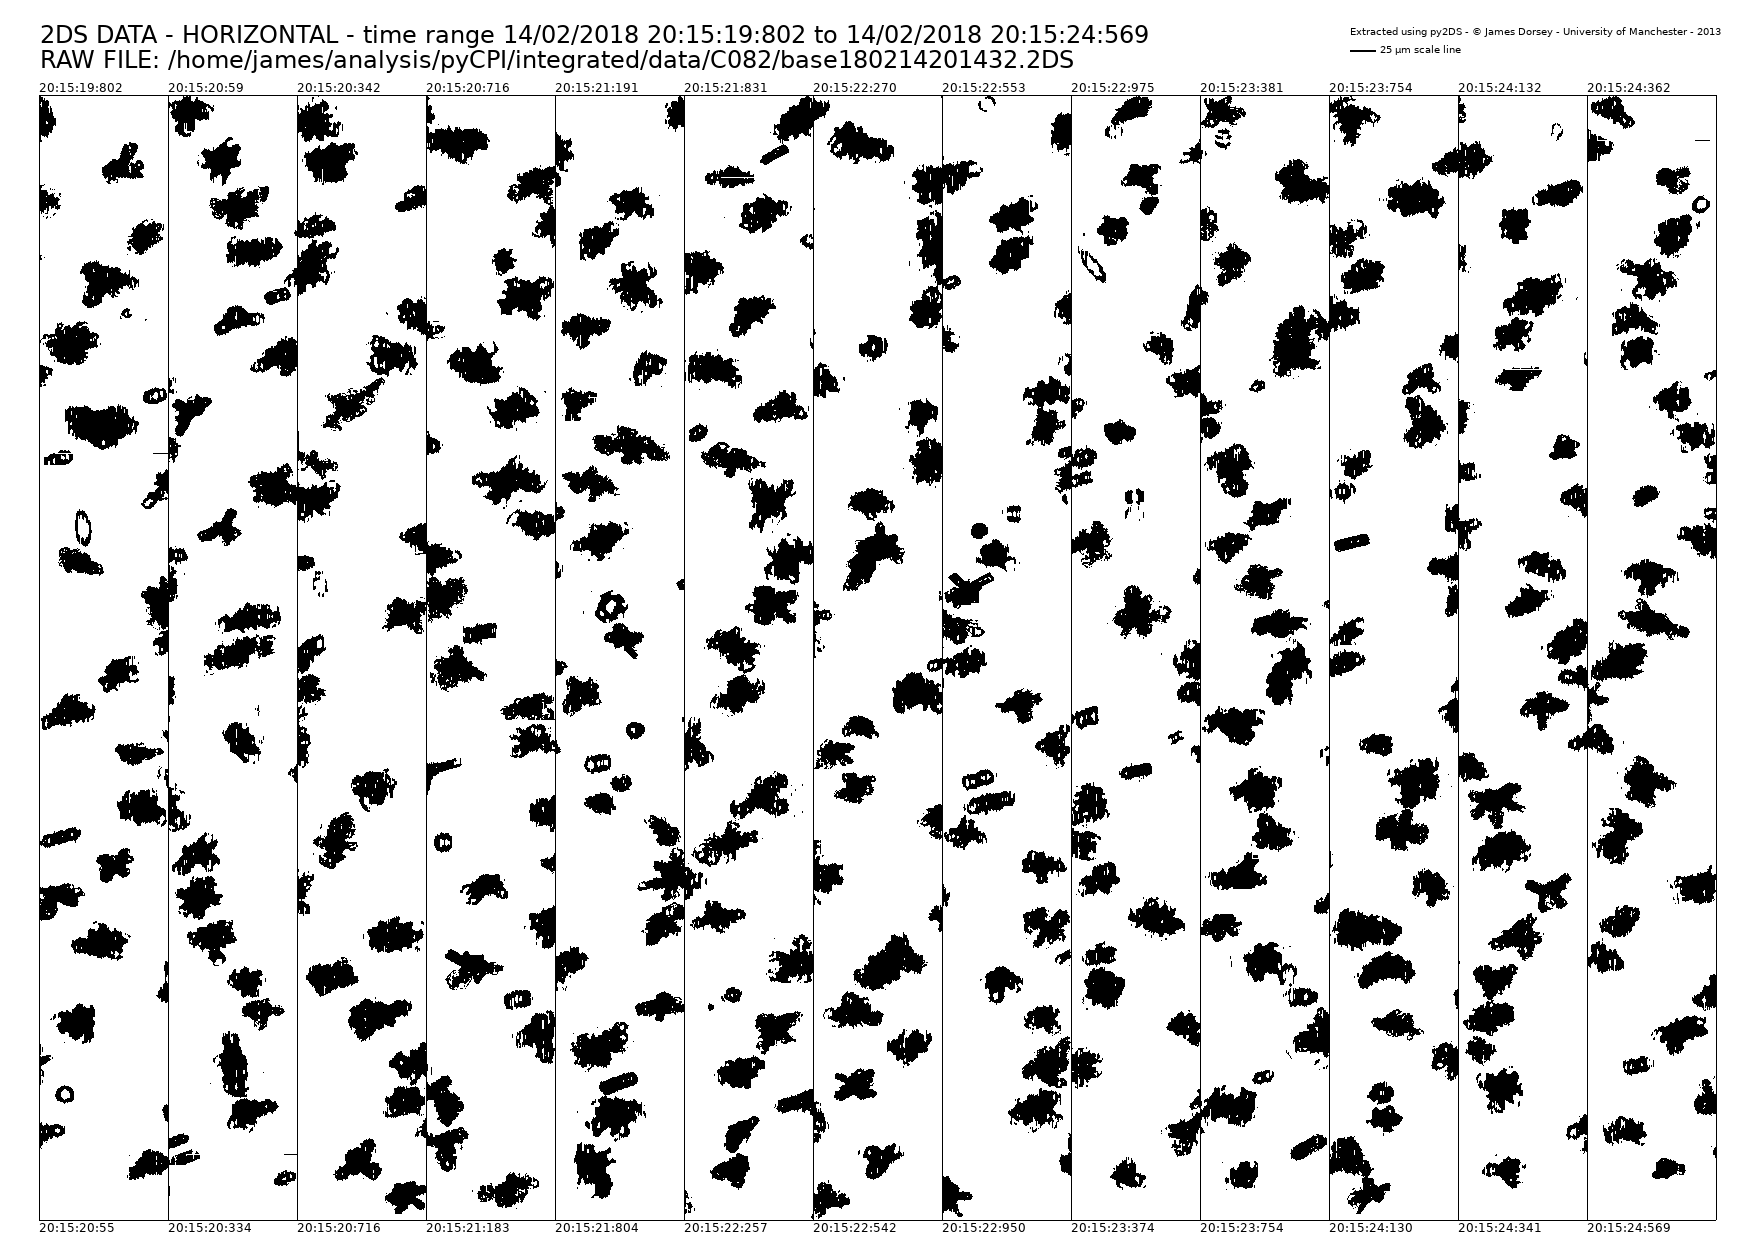 2DS DATA - HORIZONTAL - time range 14/02/2018 20:15:19:802 to 14/02/2018 20:15:24:569
RAW FILE: /home/james/analysis/pyCPI/integrated/data/C082/base180214201432.2DS
Extracted using py2DS - © James Dorsey - University of Manchester - 2013
25 µm scale line
20:15:19:802 20:15:20:59 20:15:20:342 20:15:20:716 20:15:21:191 20:15:21:831 20:15:22:270 20:15:22:553 20:15:22:975 20:15:23:381 20:15:23:754 20:15:24:132 20:15:24:362
20:15:20:55 20:15:20:334 20:15:20:716 20:15:21:183 20:15:21:804 20:15:22:257 20:15:22:542 20:15:22:950 20:15:23:374 20:15:23:754 20:15:24:130 20:15:24:341 20:15:24:569